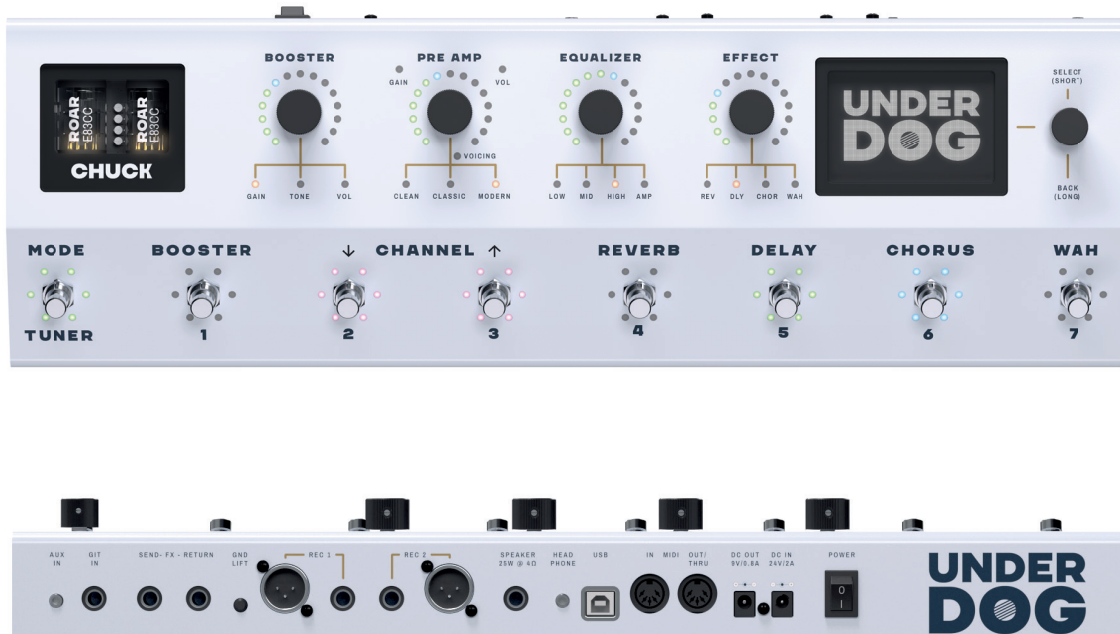 BOOSTER
PRE AMP
EQUALIZER
EFFECT
ROAR
E83CC
ROAR
E83CC
CHUCK
GAIN
VOL
VOICING
GAIN TONE VOL
CLEAN CLASSIC MODERN
LOW MID HIGH AMP
REV DLY CHOR WAH
UNDER
DOG
SELECT
(SHORT)
BACK
(LONG)
MODE
BOOSTER
↓ CHANNEL ↑
REVERB
DELAY
CHORUS
WAH
TUNER
1
2
3
4
5
6
7
AUX
IN
GIT
IN
SEND- FX - RETURN
GND
LIFT
REC 1
REC 2
SPEAKER
25W @ 4Ω
HEAD
PHONE
USB
IN MIDI OUT/
THRU
DC OUT
9V/0.8A
DC IN
24V/2A
POWER
0
I
UNDER
DOG